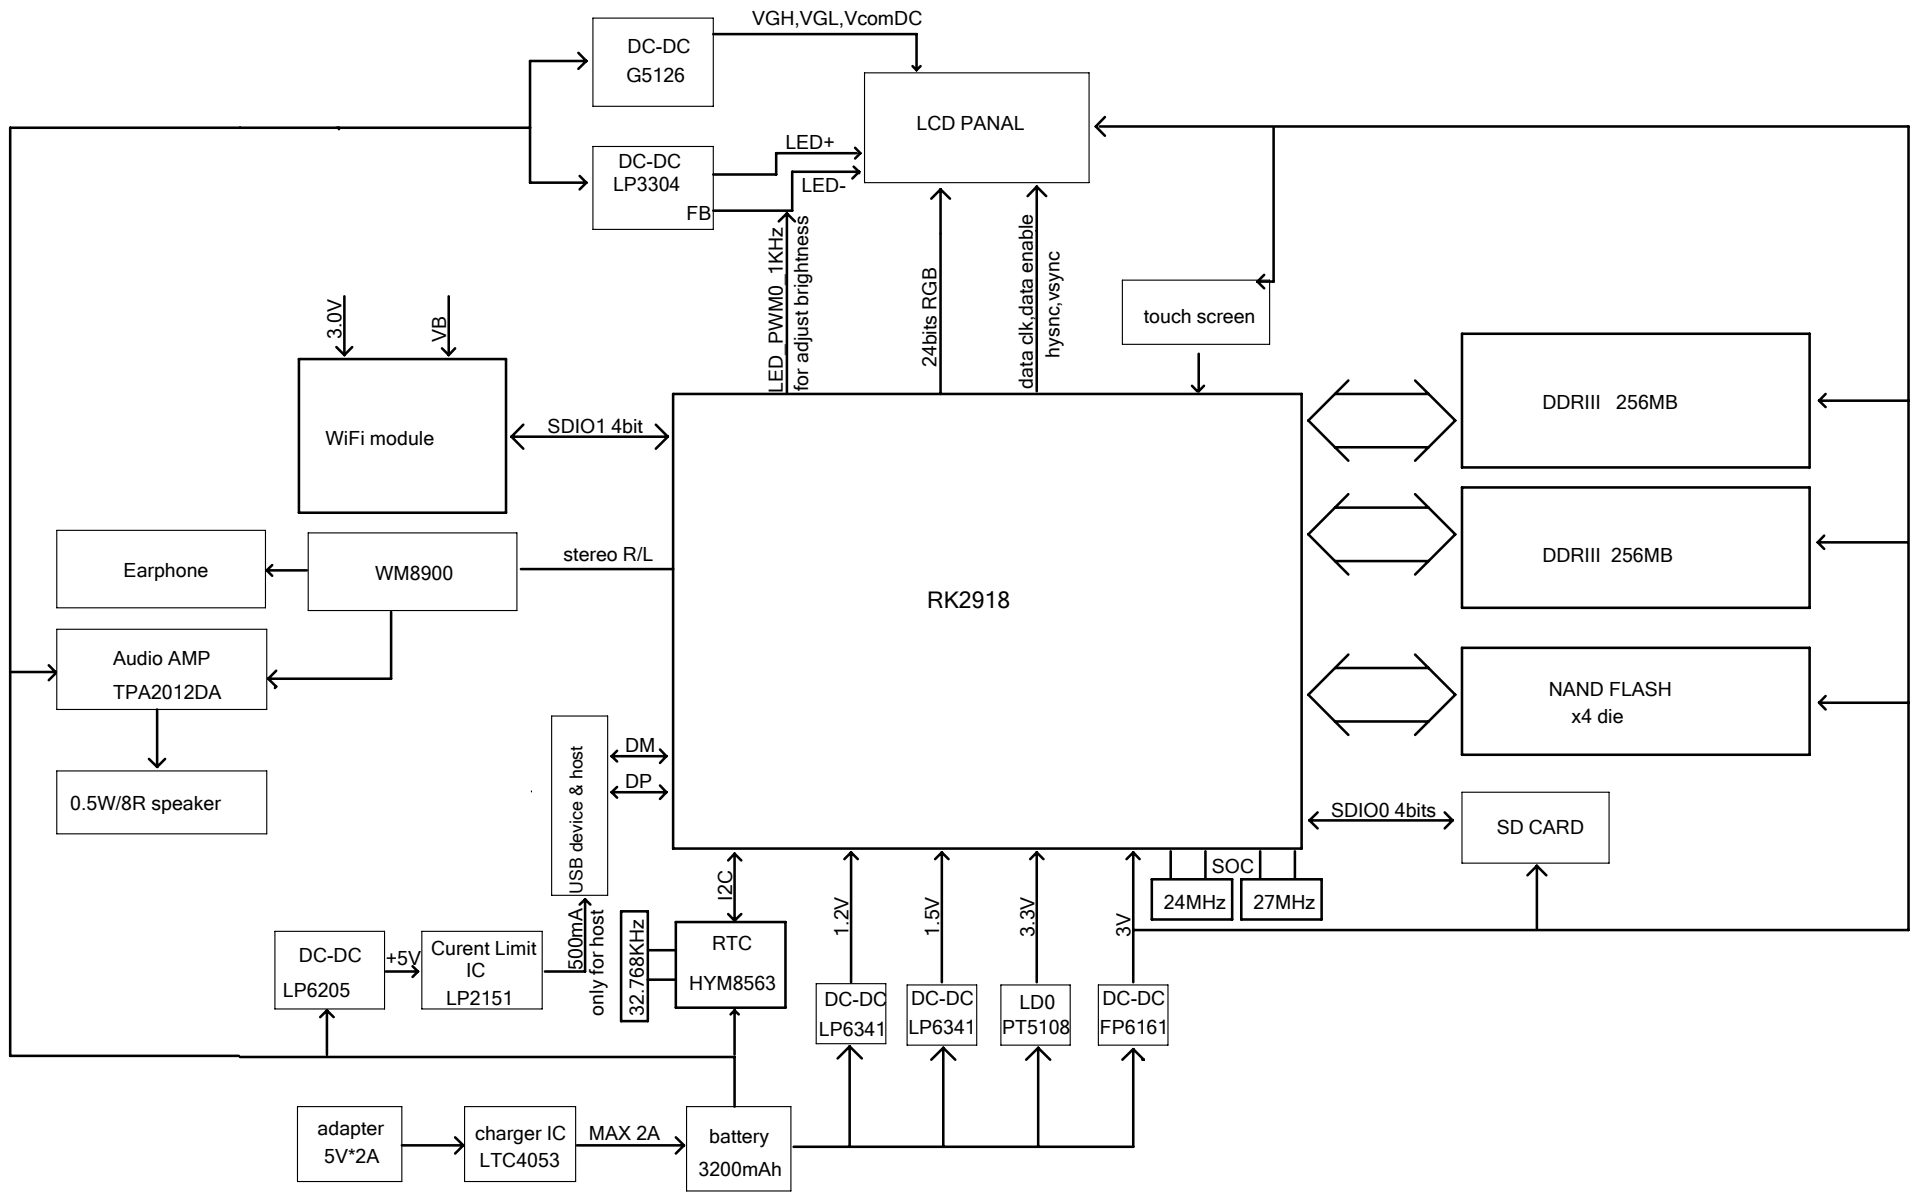 VGH,VGL,VcomDC
DC-DC
G5126
LCD PANAL
DC-DC
LP3304
FB
LED+
LED-
LED_PWM0_1KHz
for adjust brightness
24bits RGB
data clk,data enable
hysnc,vsync
touch screen
3.0V
VB
WiFi module
SDIO1 4bit
DDRIII 256MB
DDRIII 256MB
Earphone
WM8900
stereo R/L
RK2918
Audio AMP
TPA2012DA
NAND FLASH
x4 die
0.5W/8R speaker
USB device & host
DM
DP
SDIO0 4bits
SD CARD
SOC
24MHz
27MHz
I2C
1.2V
1.5V
3.3V
3V
DC-DC
LP6205
+5V
Curent Limit
IC
LP2151
500mA
only for host
32.768KHz
RTC
HYM8563
DC-DC
LP6341
DC-DC
LP6341
LD0
PT5108
DC-DC
FP6161
adapter
5V*2A
charger IC
LTC4053
MAX 2A
battery
3200mAh